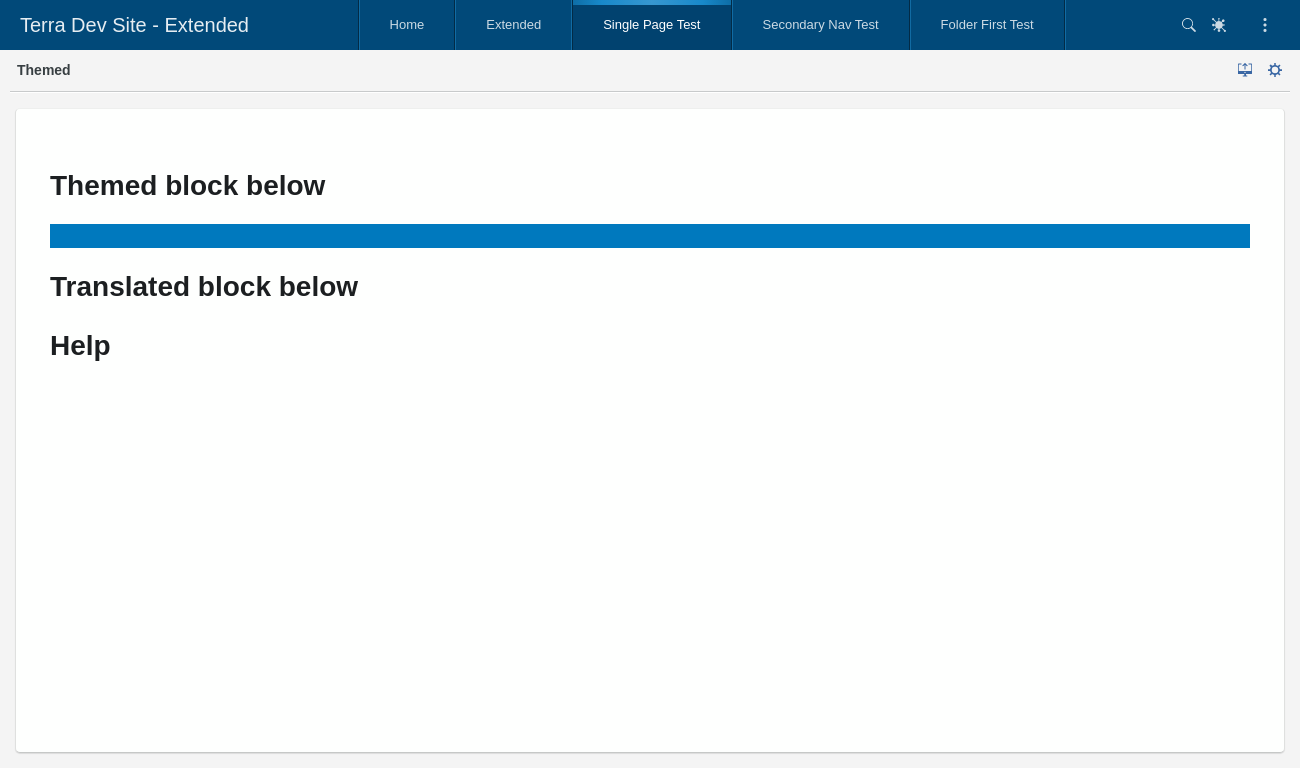 Terra Dev Site - Extended
Home
Extended
Single Page Test
Secondary Nav Test
Folder First Test
Themed
Themed block below
Translated block below
Help